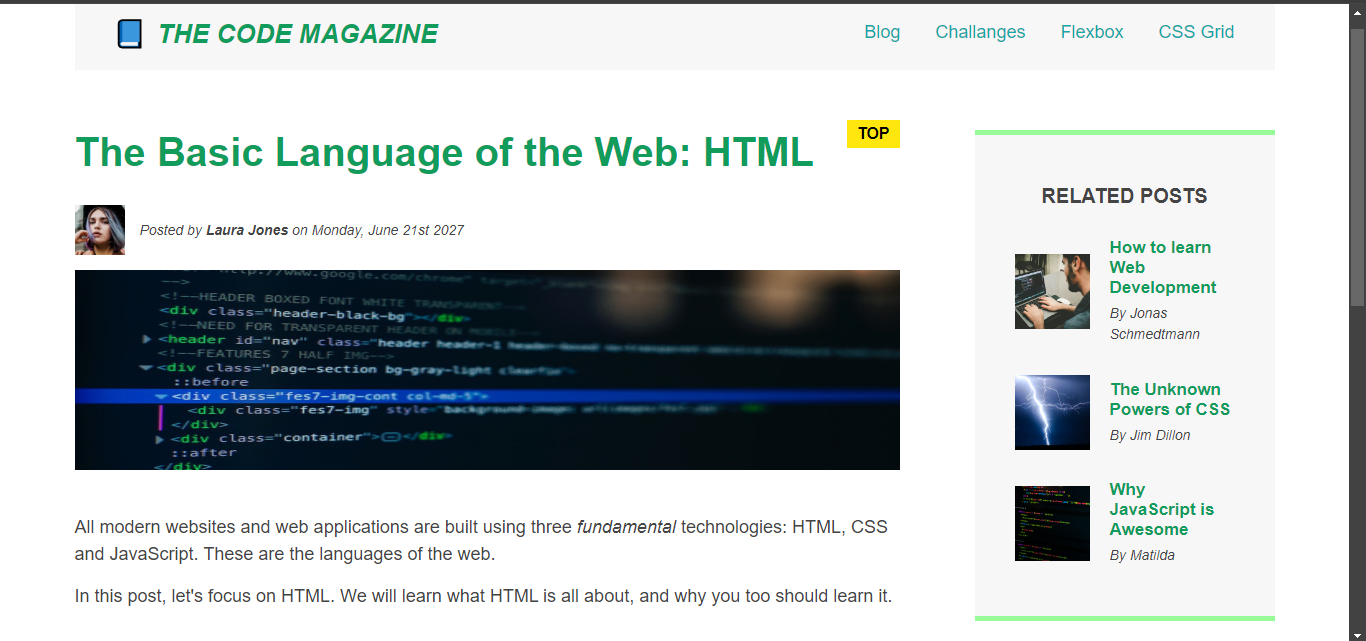 THE CODE MAGAZINE
Blog Challanges Flexbox CSS Grid
The Basic Language of the Web: HTML
TOP
Posted by Laura Jones on Monday, June 21st 2027
-->
<!--HEADER BOXED FONT WHITE TRANSPARENT-->
<div class="header-black-bg"></div>
<!--NEED FOR TRANSPARENT HEADER ON MOBILE-->
<header id="nav" class="header header-1
<!--FEATURES 7 HALF IMG-->
<div class="page-section bg-gray-light clearfix">
::before
<div class="fes7-img-cont col-md-5">
<div class="fes7-img" style=
</div>
<div class="container"></div>
::after
</div>
All modern websites and web applications are built using three fundamental technologies: HTML, CSS
and JavaScript. These are the languages of the web.
In this post, let's focus on HTML. We will learn what HTML is all about, and why you too should learn it.
RELATED POSTS
How to learn
Web
Development
By Jonas
Schmedtmann
The Unknown
Powers of CSS
By Jim Dillon
Why
JavaScript is
Awesome
By Matilda